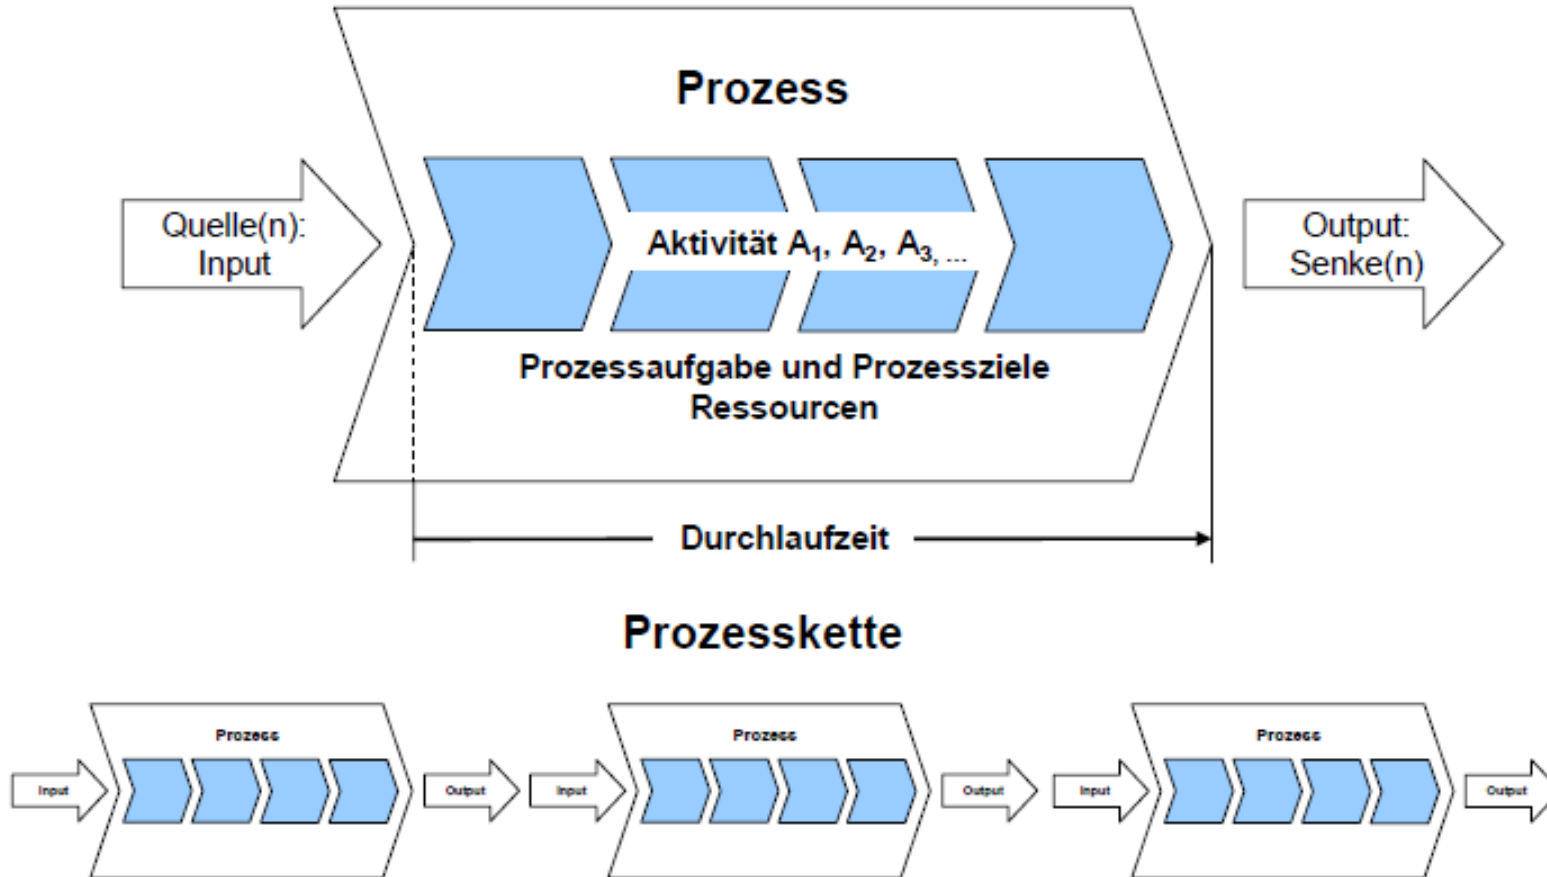 Prozess
Quelle(n):
Input
Aktivität A1, A2, A3, ...
Output:
Senke(n)
Prozessaufgabe und Prozessziele
Ressourcen
Durchlaufzeit
Prozesskette
Prozess
Prozess
Prozess
Input
Output
Input
Output
Input
Output